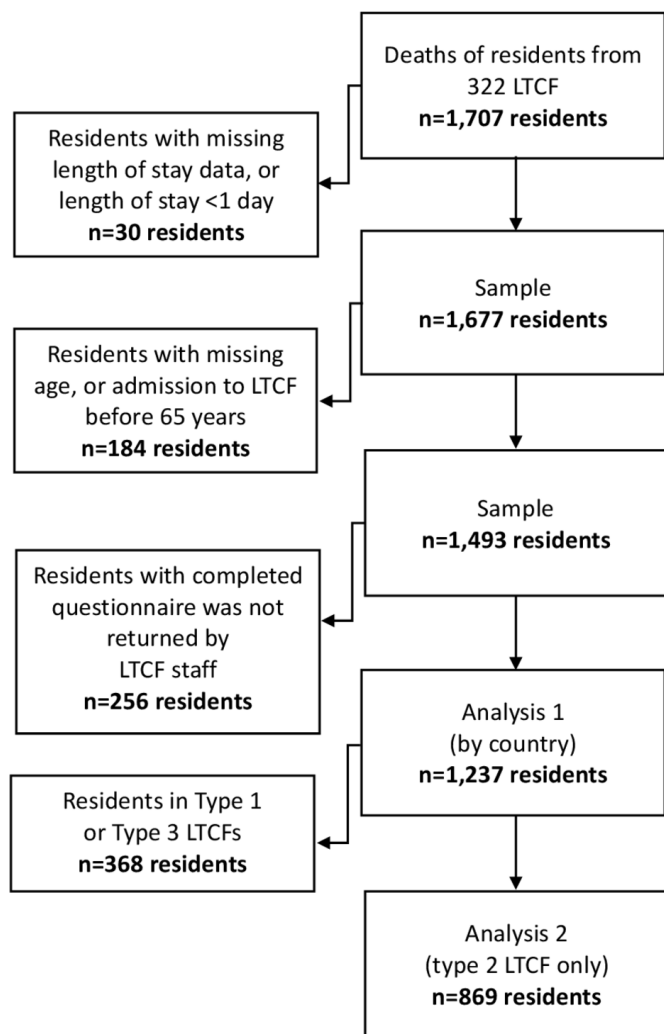 Deaths of residents from
322 LTCF
n=1,707 residents
Residents with missing
length of stay data, or
length of stay <1 day
n=30 residents
Sample
n=1,677 residents
Residents with missing
age, or admission to LTCF
before 65 years
n=184 residents
Sample
n=1,493 residents
Residents with completed
questionnaire was not
returned by
LTCF staff
n=256 residents
Analysis 1
(by country)
n=1,237 residents
Residents in Type 1
or Type 3 LTCFs
n=368 residents
Analysis 2
(type 2 LTCF only)
n=869 residents